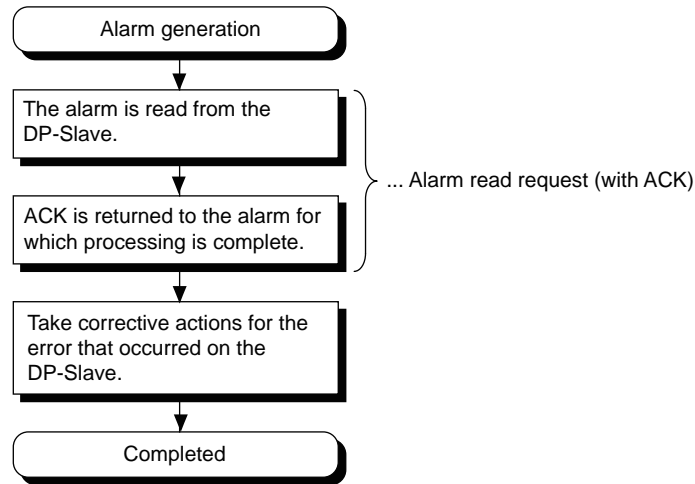 Alarm generation
The alarm is read from the
DP-Slave.
... Alarm read request (with ACK)
ACK is returned to the alarm for
which processing is complete.
Take corrective actions for the
error that occurred on the
DP-Slave.
Completed